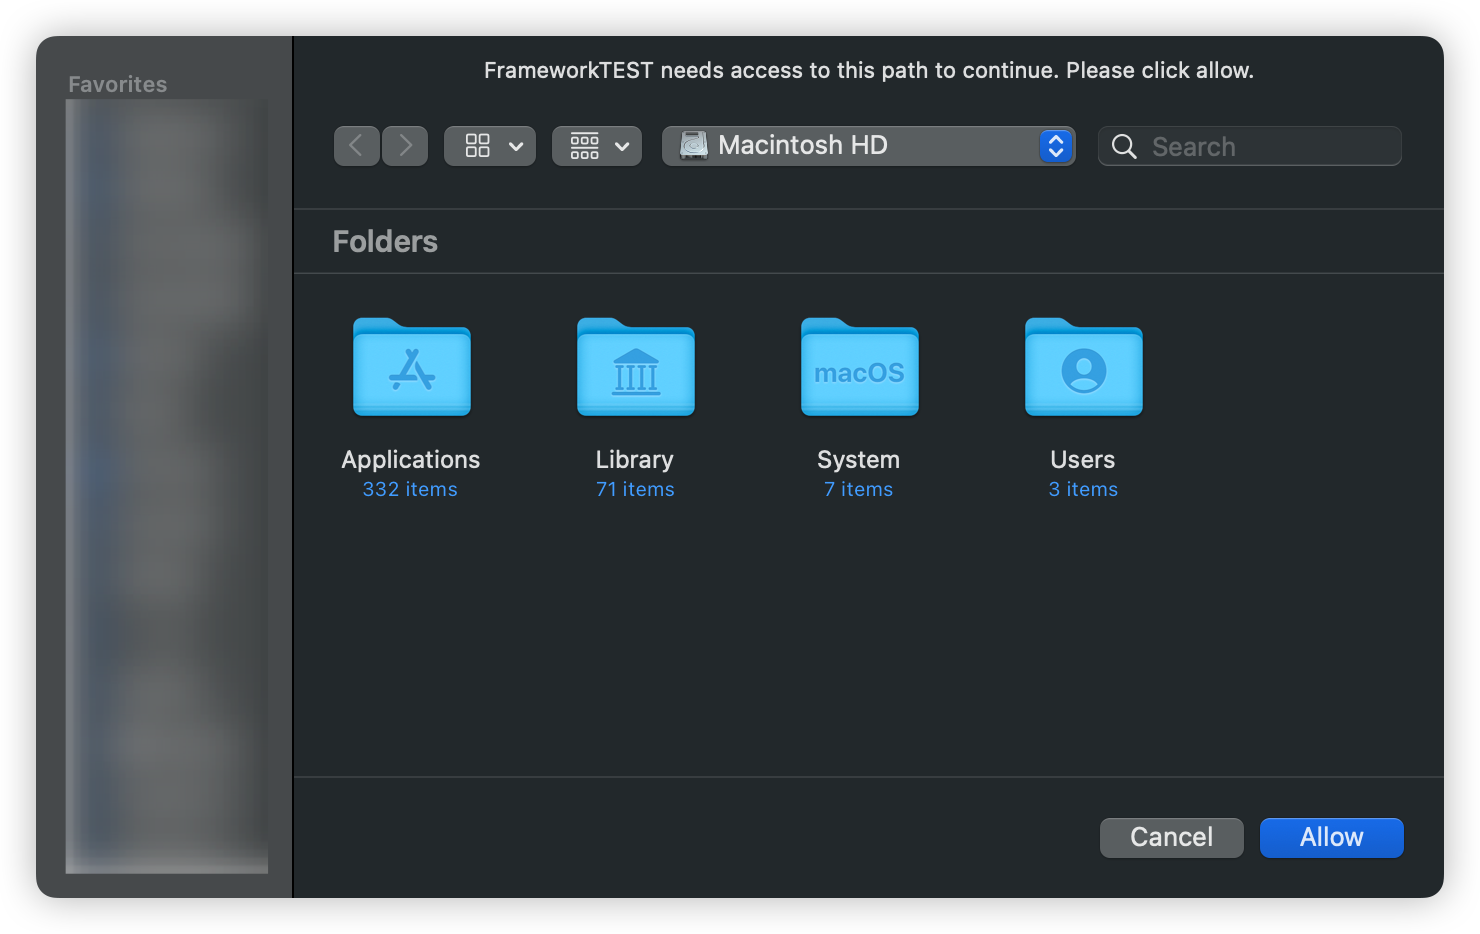 Favorites
FrameworkTEST needs access to this path to continue. Please click allow.
Macintosh HD
Search
Folders
macOS
Applications
332 items
Library
71 items
System
7 items
Users
3 items
Cancel
Allow